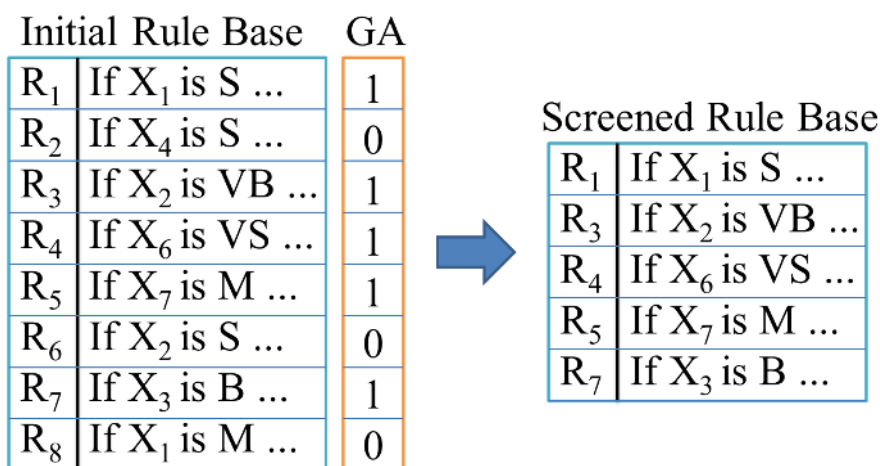 Initial Rule Base GA
R₁ If X₁ is S ... 1
R₂ If X₄ is S ... 0
R₃ If X₂ is VB ... 1
R₄ If X₆ is VS ... 1
R₅ If X₇ is M ... 1
R₆ If X₂ is S ... 0
R₇ If X₃ is B ... 1
R₈ If X₁ is M ... 0
Screened Rule Base
R₁ If X₁ is S ...
R₃ If X₂ is VB ...
R₄ If X₆ is VS ...
R₅ If X₇ is M ...
R₇ If X₃ is B ...